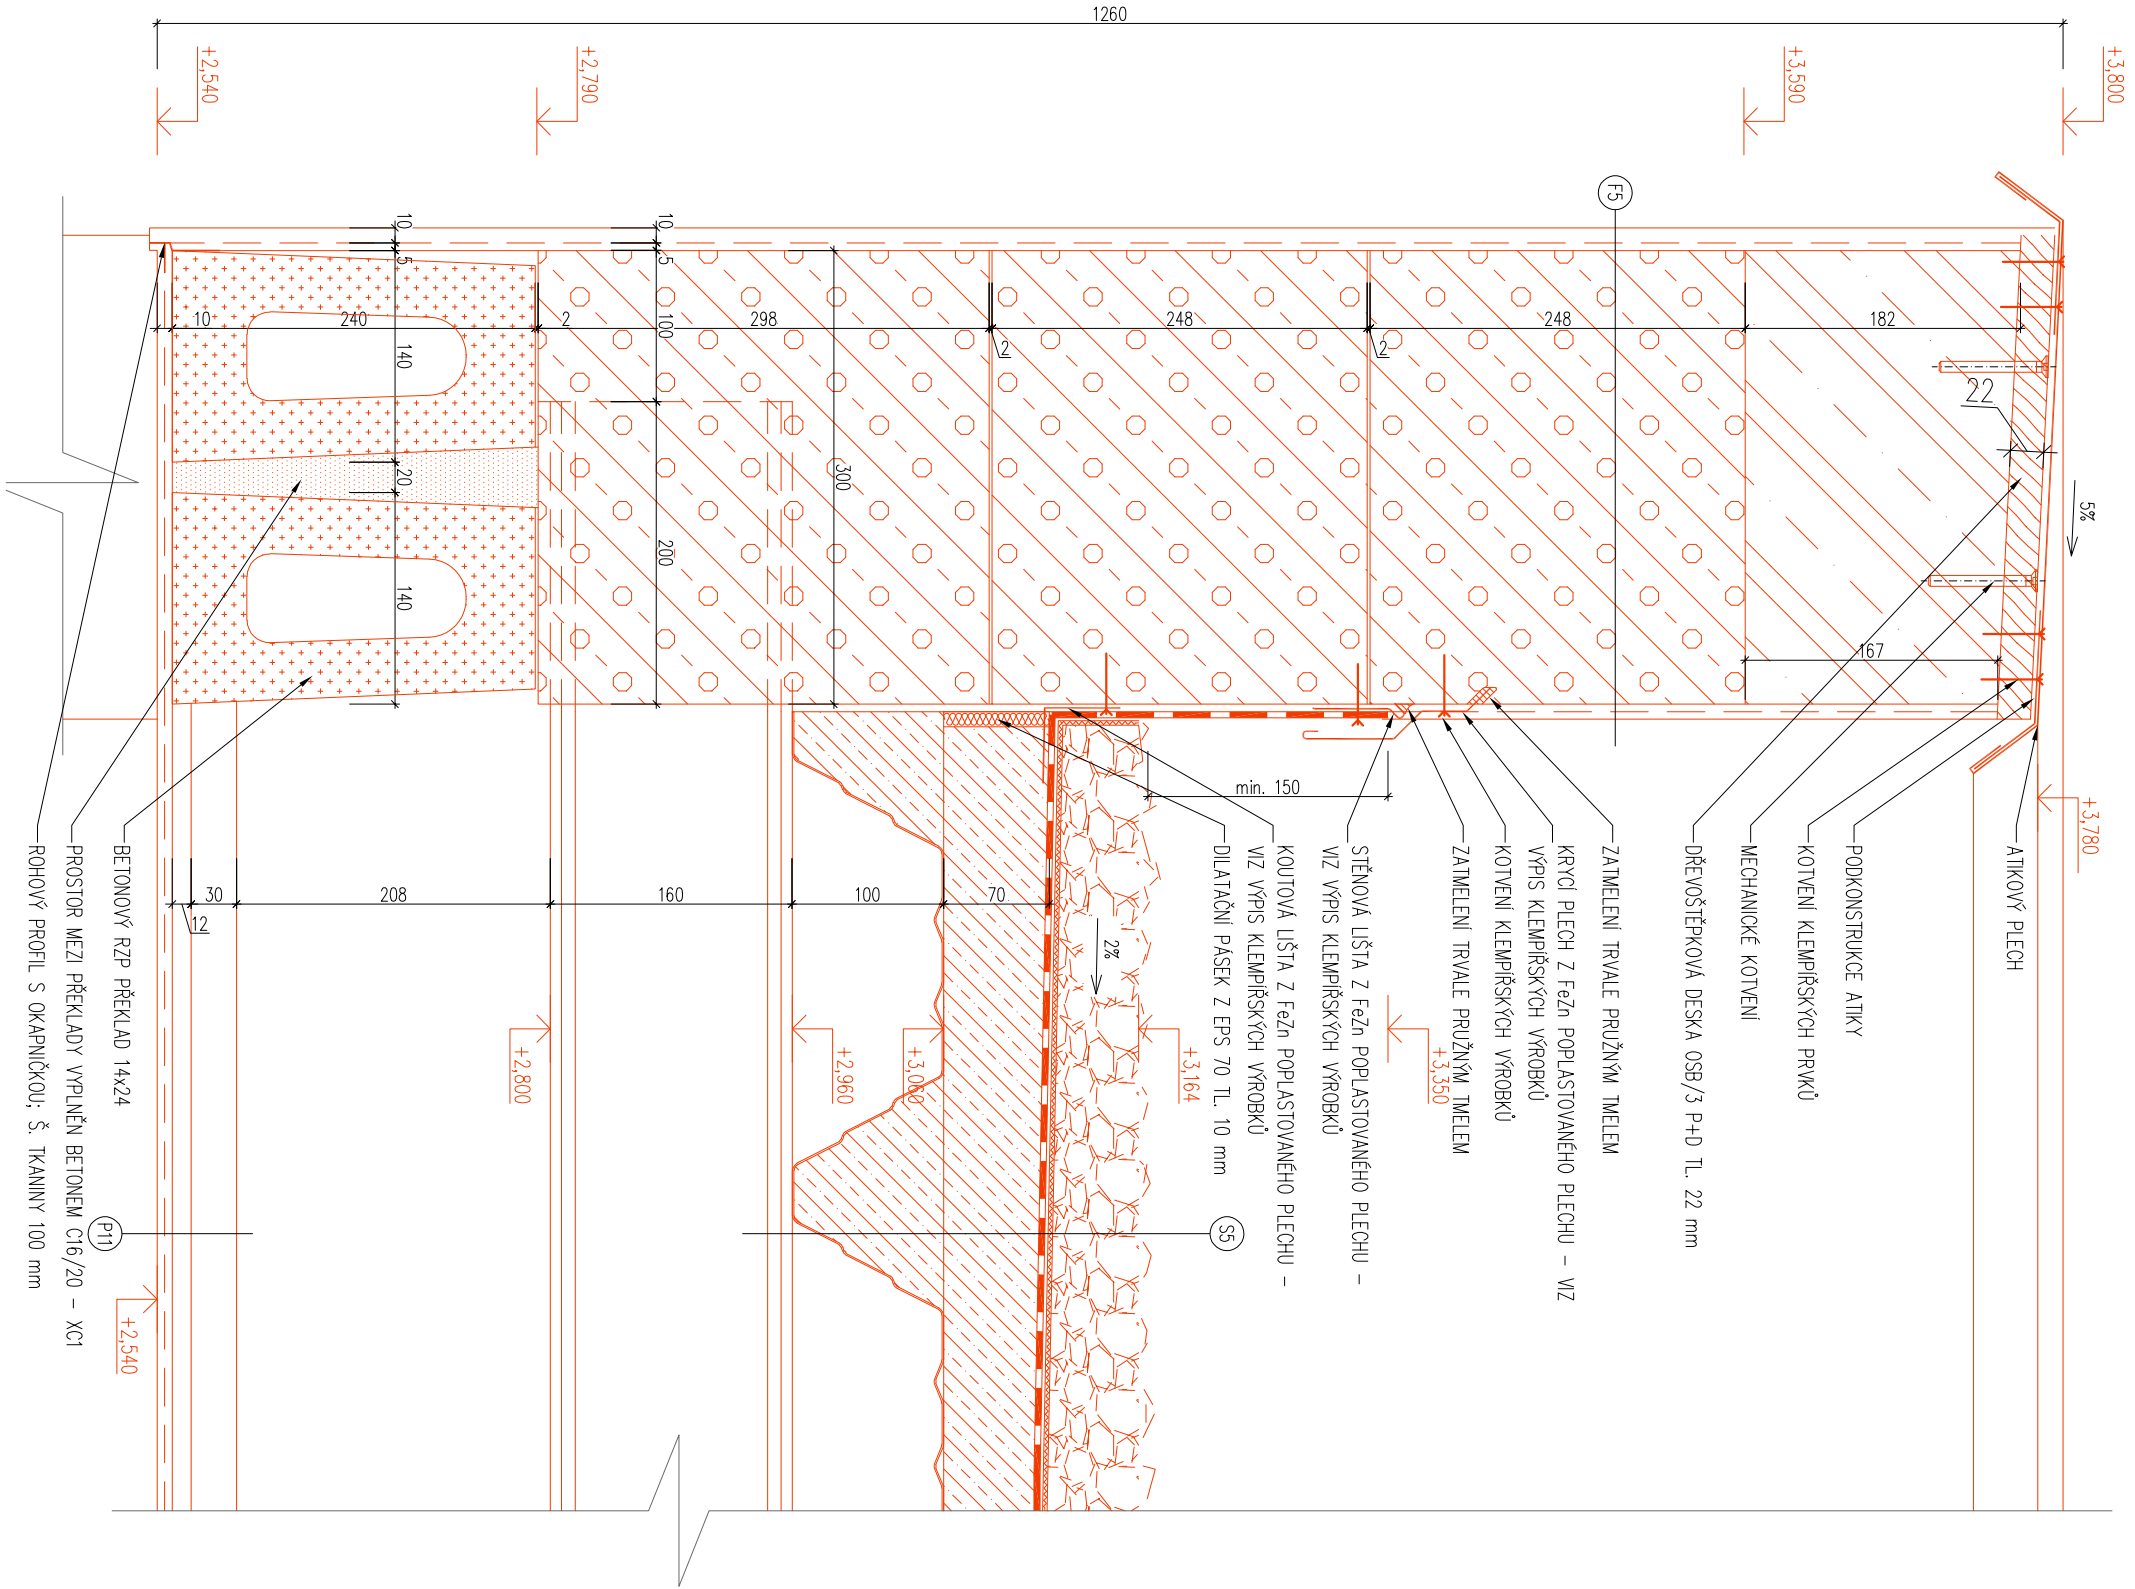 1260
+2,540
+2,790
+3,590
+3,800
F5
5%
10
5
140
20
140
10
5
100
200
300
10
240
2
298
2
248
2
248
182
22
167
min. 150
+3,780
ATIKOVÝ PLECH
PODKONSTRUKCE ATIKY
KOTVENÍ KLEMPÍŘSKÝCH PRVKŮ
MECHANICKÉ KOTVENÍ
DŘEVOŠTĚPKOVÁ DESKA OSB/3 P+D TL. 22 mm
ZATMELENÍ TRVALE PRUŽNÝM TMELEM
KRYCÍ PLECH Z FeZn POPLASTOVANÉHO PLECHU – VIZ
VÝPIS KLEMPÍŘSKÝCH VÝROBKŮ
KOTVENÍ KLEMPÍŘSKÝCH VÝROBKŮ
ZATMELENÍ TRVALE PRUŽNÝM TMELEM
STĚNOVÁ LIŠTA Z FeZn POPLASTOVANÉHO PLECHU –
VIZ VÝPIS KLEMPÍŘSKÝCH VÝROBKŮ
KOUTOVÁ LIŠTA Z FeZn POPLASTOVANÉHO PLECHU –
VIZ VÝPIS KLEMPÍŘSKÝCH VÝROBKŮ
DILATAČNÍ PÁSEK Z EPS 70 TL. 10 mm
12
30
208
160
100
70
2%
+2,800
+2,960
+3,060
+3,164
+3,350
S5
P11
+2,540
BETONOVÝ RZP PŘEKLAD 14x24
PROSTOR MEZI PŘEKLADY VYPLNĚN BETONEM C16/20 – XC1
ROHOVÝ PROFIL S OKAPNIČKOU; Š. TKANINY 100 mm